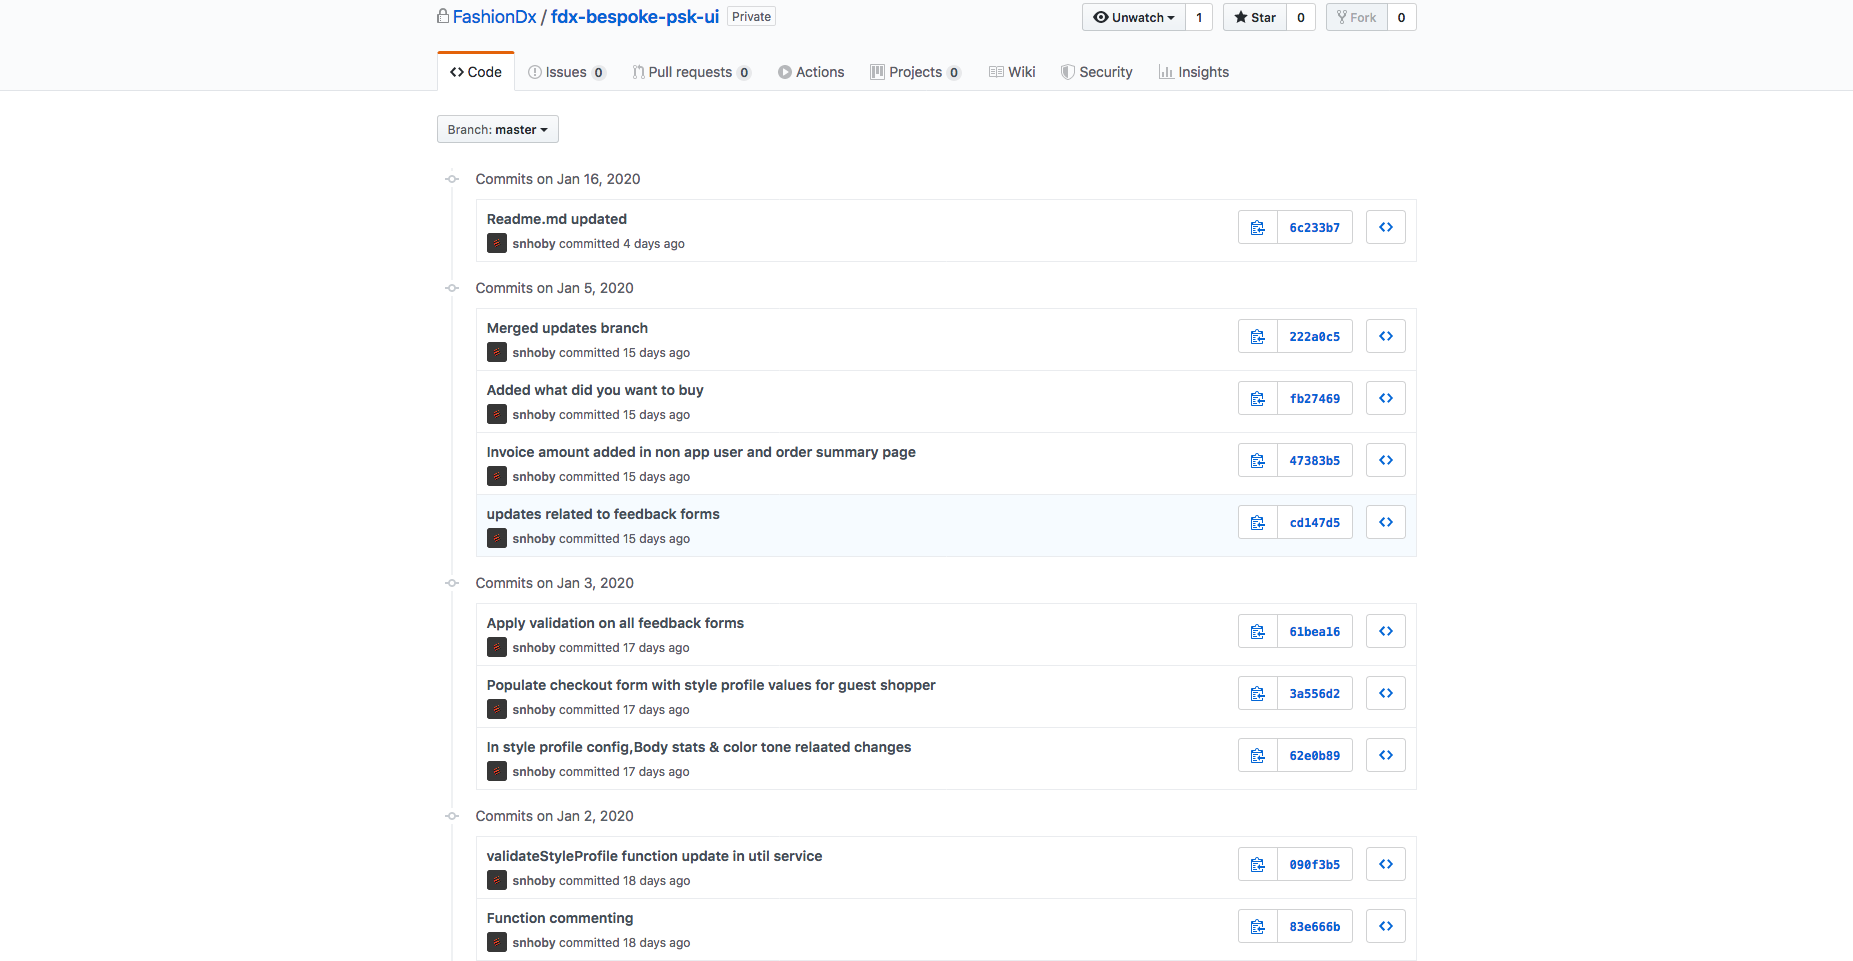 FashionDx / fdx-bespoke-psk-ui Private
Unwatch 1 Star 0 Fork 0
Code Issues 0 Pull requests 0 Actions Projects 0 Wiki Security Insights
Branch: master
Commits on Jan 16, 2020
Readme.md updated
snhoby committed 4 days ago
6c233b7
Commits on Jan 5, 2020
Merged updates branch
snhoby committed 15 days ago
222a0c5
Added what did you want to buy
snhoby committed 15 days ago
fb27469
Invoice amount added in non app user and order summary page
snhoby committed 15 days ago
47383b5
updates related to feedback forms
snhoby committed 15 days ago
cd147d5
Commits on Jan 3, 2020
Apply validation on all feedback forms
snhoby committed 17 days ago
61bea16
Populate checkout form with style profile values for guest shopper
snhoby committed 17 days ago
3a556d2
In style profile config,Body stats & color tone relaated changes
snhoby committed 17 days ago
62e0b89
Commits on Jan 2, 2020
validateStyleProfile function update in util service
snhoby committed 18 days ago
090f3b5
Function commenting
snhoby committed 18 days ago
83e666b